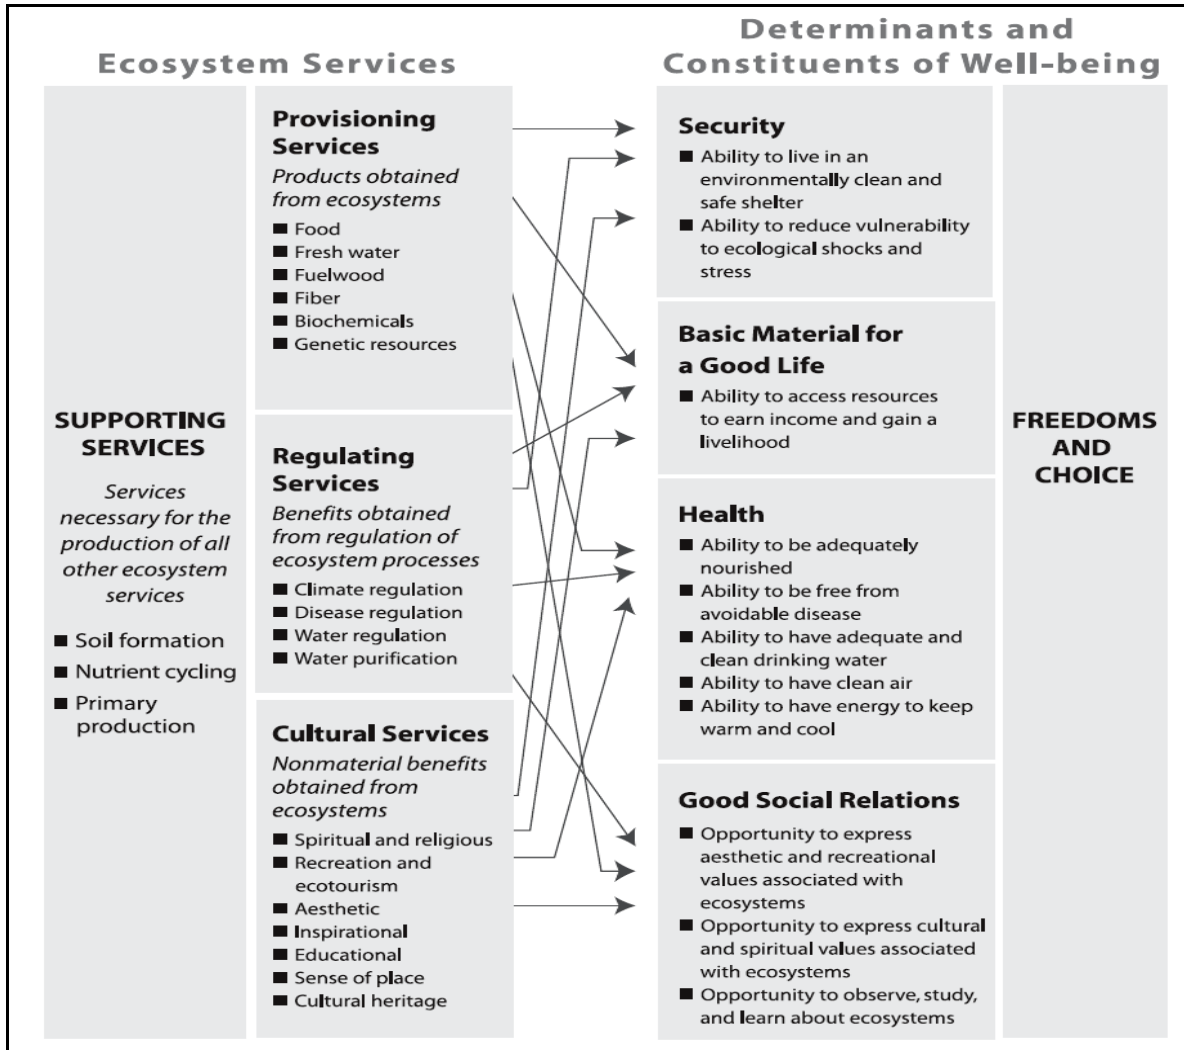 Ecosystem Services
Determinants and
Constituents of Well-being
SUPPORTING
SERVICES
Services
necessary for the
production of all
other ecosystem
services
■ Soil formation
■ Nutrient cycling
■ Primary
production
Provisioning
Services
Products obtained
from ecosystems
■ Food
■ Fresh water
■ Fuelwood
■ Fiber
■ Biochemicals
■ Genetic resources
Regulating
Services
Benefits obtained
from regulation of
ecosystem processes
■ Climate regulation
■ Disease regulation
■ Water regulation
■ Water purification
Cultural Services
Nonmaterial benefits
obtained from
ecosystems
■ Spiritual and religious
■ Recreation and
ecotourism
■ Aesthetic
■ Inspirational
■ Educational
■ Sense of place
■ Cultural heritage
Security
■ Ability to live in an
environmentally clean and
safe shelter
■ Ability to reduce vulnerability
to ecological shocks and
stress
Basic Material for
a Good Life
■ Ability to access resources
to earn income and gain a
livelihood
Health
■ Ability to be adequately
nourished
■ Ability to be free from
avoidable disease
■ Ability to have adequate and
clean drinking water
■ Ability to have clean air
■ Ability to have energy to keep
warm and cool
Good Social Relations
■ Opportunity to express
aesthetic and recreational
values associated with
ecosystems
■ Opportunity to express cultural
and spiritual values associated
with ecosystems
■ Opportunity to observe, study,
and learn about ecosystems
FREEDOMS
AND
CHOICE